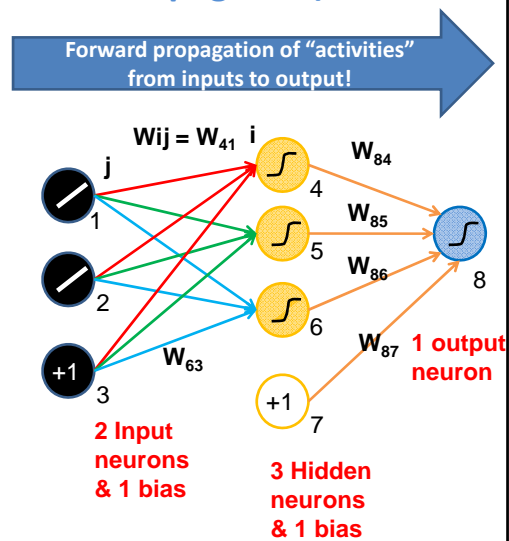 Forward propagation of “activities”
from inputs to output!
Wij = W41 i
j
W84
4
1
W85
5
W86
2
8
6
W63
W87
1 output
neuron
+1
3
+1
7
2 Input
neurons
& 1 bias
3 Hidden
neurons
& 1 bias